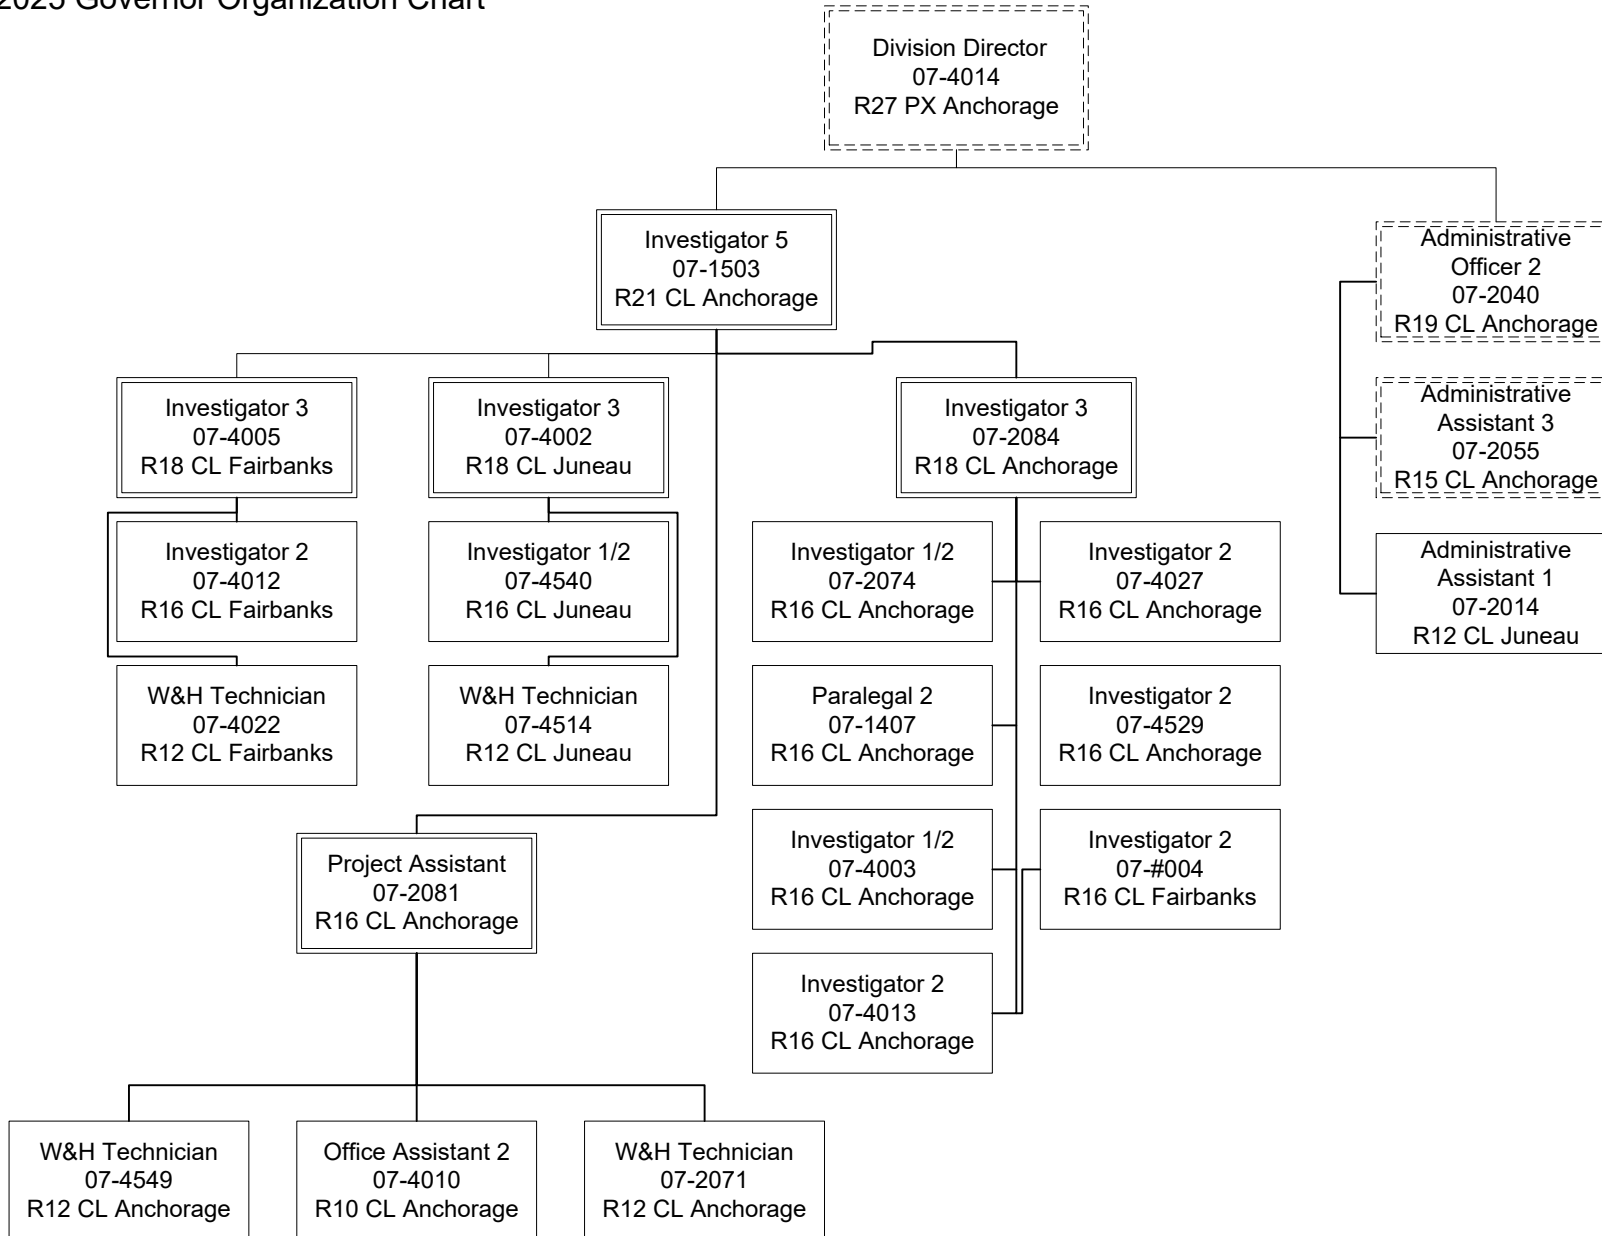 2025 Governor Organization Chart
Division Director
07-4014
R27 PX Anchorage
Investigator 5
07-1503
R21 CL Anchorage
Administrative
Officer 2
07-2040
R19 CL Anchorage
Investigator 3
07-4005
R18 CL Fairbanks
Investigator 3
07-4002
R18 CL Juneau
Investigator 3
07-2084
R18 CL Anchorage
Administrative
Assistant 3
07-2055
R15 CL Anchorage
Investigator 2
07-4012
R16 CL Fairbanks
Investigator 1/2
07-4540
R16 CL Juneau
Investigator 1/2
07-2074
R16 CL Anchorage
Investigator 2
07-4027
R16 CL Anchorage
Administrative
Assistant 1
07-2014
R12 CL Juneau
W&H Technician
07-4022
R12 CL Fairbanks
W&H Technician
07-4514
R12 CL Juneau
Paralegal 2
07-1407
R16 CL Anchorage
Investigator 2
07-4529
R16 CL Anchorage
Project Assistant
07-2081
R16 CL Anchorage
Investigator 1/2
07-4003
R16 CL Anchorage
Investigator 2
07-#004
R16 CL Fairbanks
Investigator 2
07-4013
R16 CL Anchorage
W&H Technician
07-4549
R12 CL Anchorage
Office Assistant 2
07-4010
R10 CL Anchorage
W&H Technician
07-2071
R12 CL Anchorage